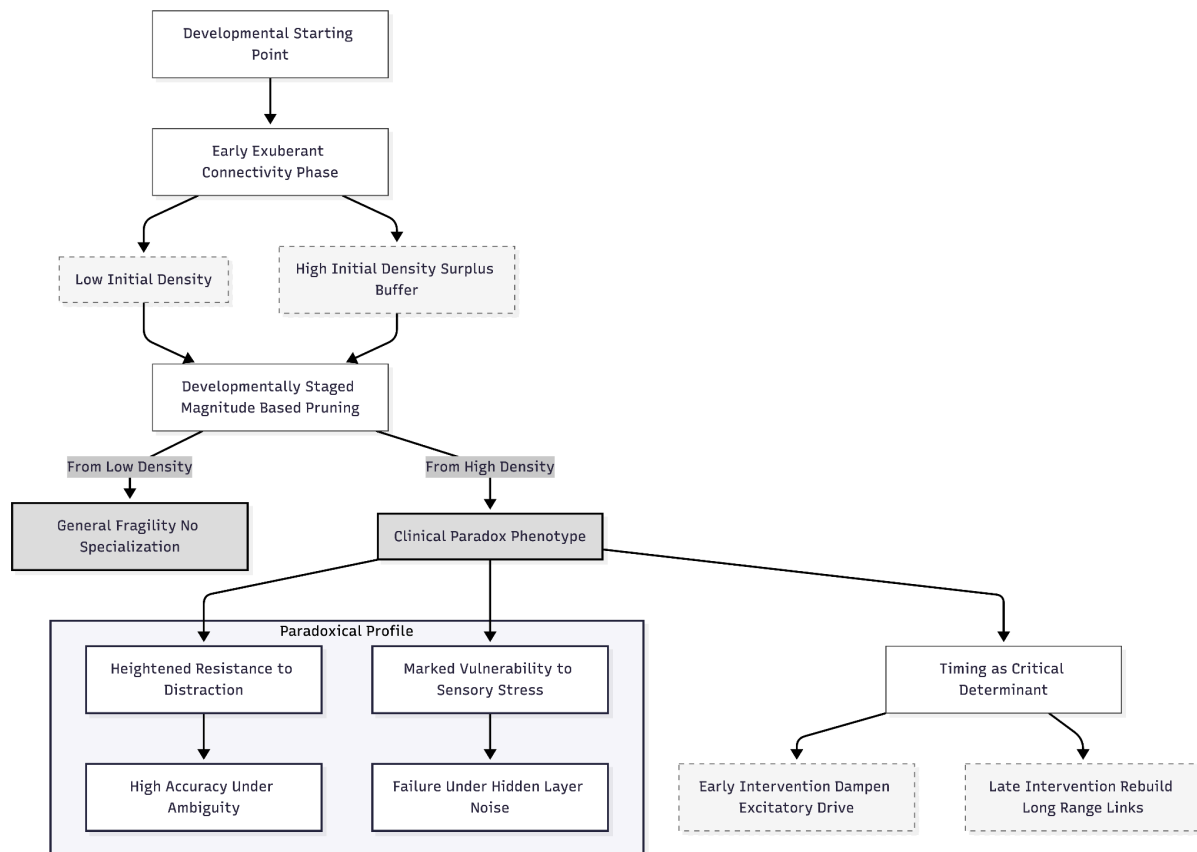 Developmental Starting
Point
Early Exuberant
Connectivity Phase
Low Initial Density
High Initial Density Surplus
Buffer
Developmentally Staged
Magnitude Based Pruning
From Low Density
From High Density
General Fragility No
Specialization
Clinical Paradox Phenotype
Paradoxical Profile
Heightened Resistance to
Distraction
Marked Vulnerability to
Sensory Stress
Timing as Critical
Determinant
High Accuracy Under
Ambiguity
Failure Under Hidden Layer
Noise
Early Intervention Dampen
Excitatory Drive
Late Intervention Rebuild
Long Range Links